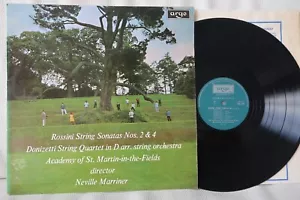 argo
Rossini String Sonatas Nos. 2 & 4
Donizetti String Quartet in D arr. string orchestra
Academy of St. Martin-in-the-Fields
director
Neville Marriner